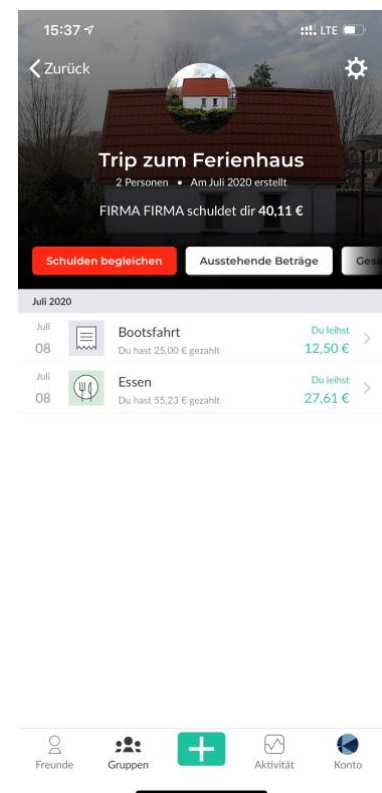 15:37
LTE
Zurück
Trip zum Ferienhaus
2 Personen • Am Juli 2020 erstellt
FIRMA FIRMA schuldet dir 40,11 €
Schulden begleichen Ausstehende Beträge Gesa
Juli 2020
Juli Bootsfahrt Du leihst
08 Du hast 25,00 € gezahlt 12,50 €
Juli Essen Du leihst
08 Du hast 55,23 € gezahlt 27,61 €
Freunde Gruppen Aktivität Konto